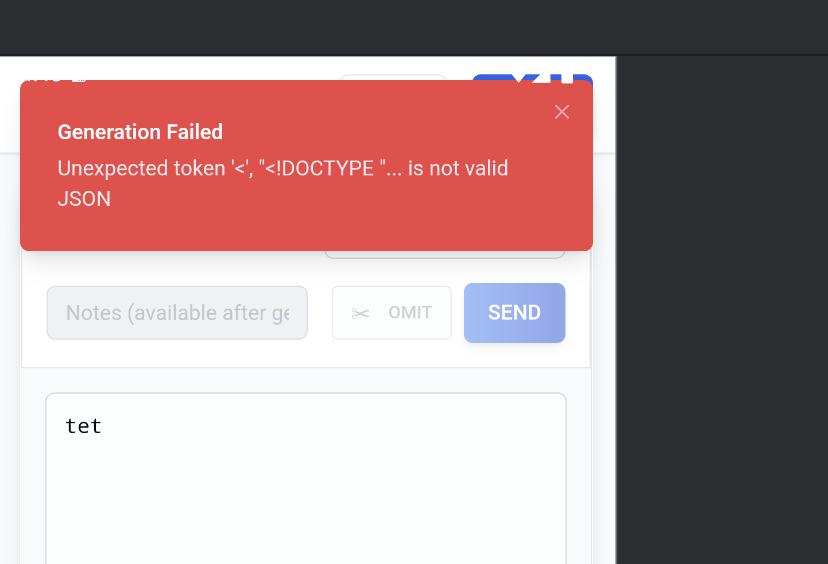 Generation Failed
Unexpected token '<', "<!DOCTYPE "... is not valid
JSON
Notes (available after ge
OMIT
SEND
tet